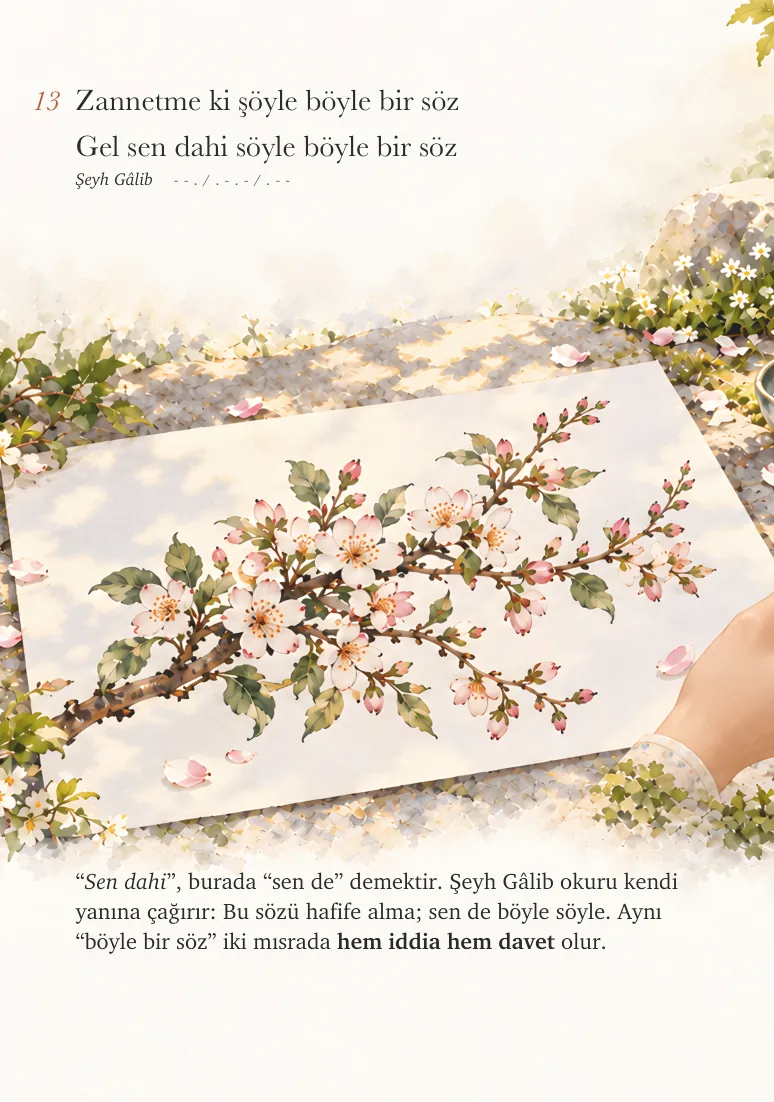 13 Zannetme ki şöyle böyle bir söz
Gel sen dahi söyle böyle bir söz
Şeyh Gâlib - - . / . - . - / . - -
“Sen dahi”, burada “sen de” demektir. Şeyh Gâlib okuru kendi
yanına çağırır: Bu sözü hafife alma; sen de böyle söyle. Aynı
“böyle bir söz” iki mısrada hem iddia hem davet olur.